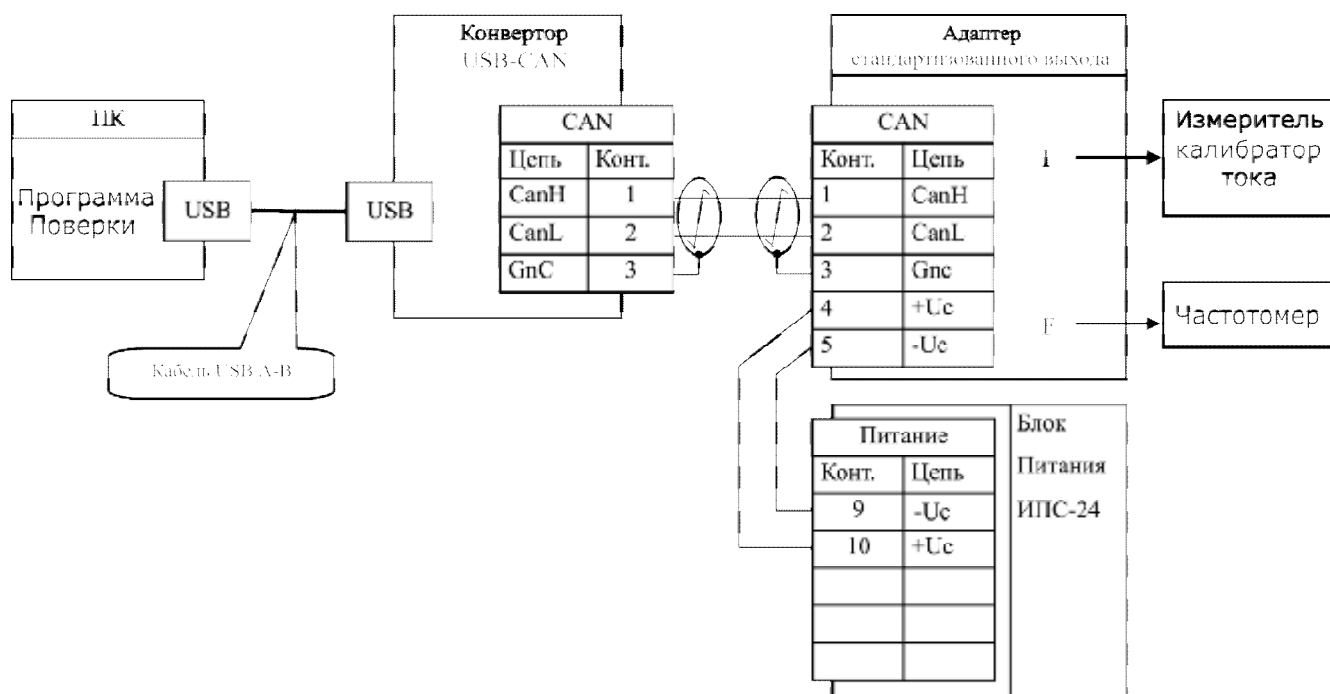 ПК
Программа
Поверки
USB
Кабель USB A-B
Конвертор
USB-CAN
USB
CAN
Цепь Конт.
CanH 1
CanL 2
GnC 3
Адаптер
стандартизованного выхода
CAN
Конт. Цепь
1 CanH
2 CanL
3 Gnc
4 +Uc
5 -Uc
I
F
Измеритель
калибратор
тока
Частотомер
Питание
Конт. Цепь
9 -Uc
10 +Uc
Блок
Питания
ИПС-24